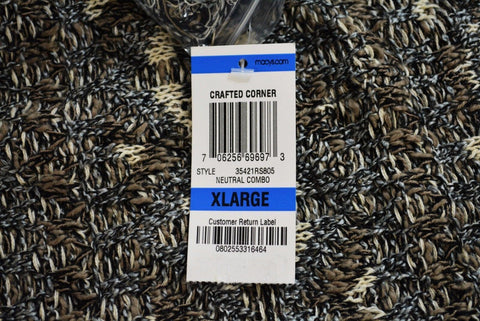 macys.com
CRAFTED CORNER
7 06256 69697 3
STYLE 35421RS805
NEUTRAL COMBO
XLARGE
Customer Return Label
0802553316464